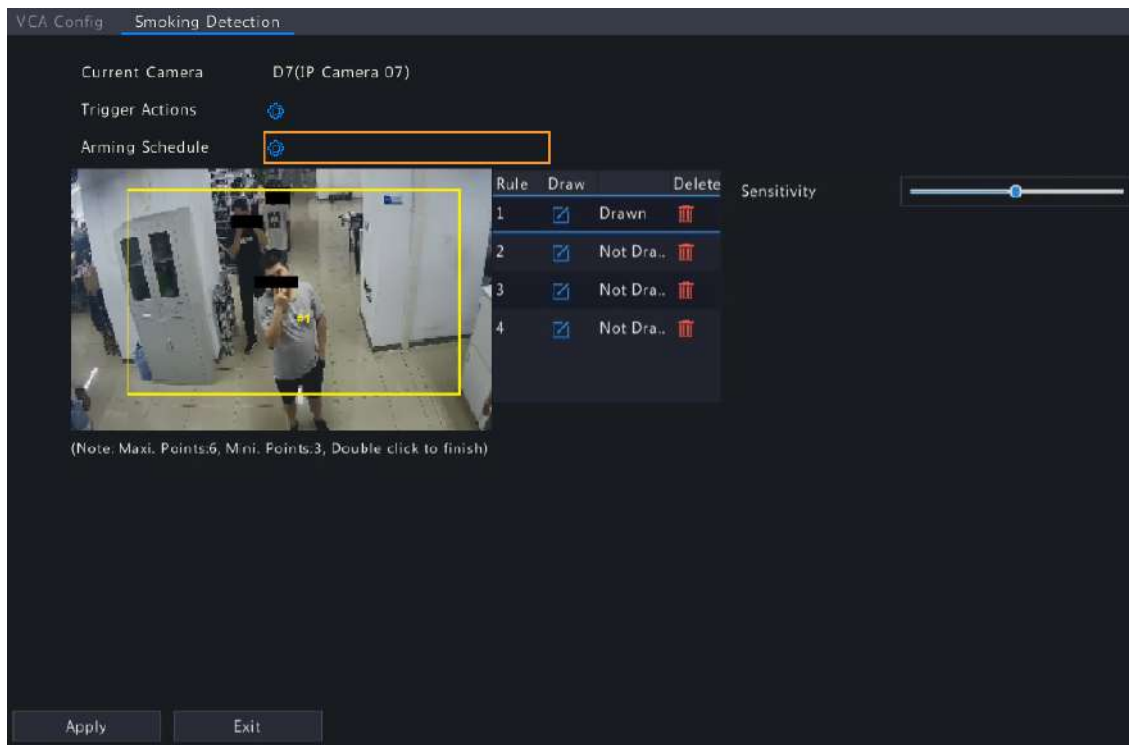 VCA Config Smoking Detection
Current Camera D7(IP Camera 07)
Trigger Actions
Arming Schedule
Rule Draw Delete
Sensitivity
1 Drawn
2 Not Dra..
3 Not Dra..
4 Not Dra..
#1
(Note: Maxi. Points:6, Mini. Points:3, Double click to finish)
Apply Exit